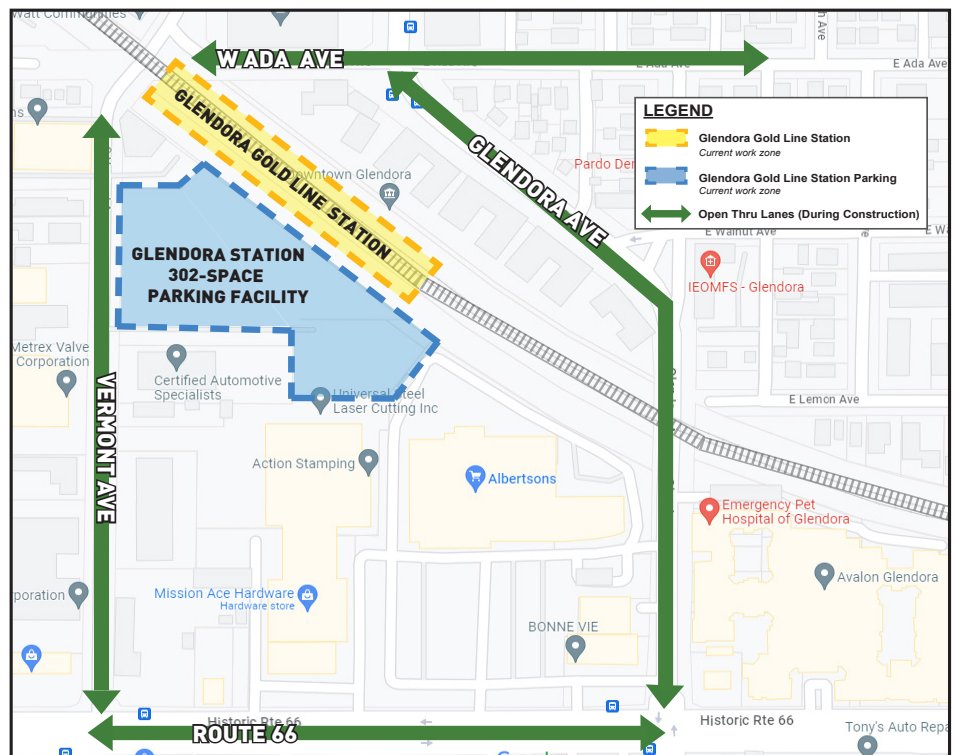 Watt Communities
W ADA AVE
E Ada Ave
E Ada Ave
LEGEND
Glendora Gold Line Station
Current work zone
Glendora Gold Line Station Parking
Current work zone
Open Thru Lanes (During Construction)
GLENDORA GOLD LINE STATION
Downtown Glendora
GLENDORA AVE
Pardo
E Walnut Ave
IEOMFS - Glendora
GLENDORA STATION
302-SPACE
PARKING FACILITY
Metrex Valve
Corporation
Certified Automotive
Specialists
Universal Steel
Laser Cutting Inc
E Lemon Ave
VERMONT AVE
Action Stamping
Albertsons
Emergency Pet
Hospital of Glendora
Avalon Glendora
Mission Ace Hardware
Hardware store
BONNE VIE
Historic Rte 66
Historic Rte 66
ROUTE 66
Tony's Auto Repa